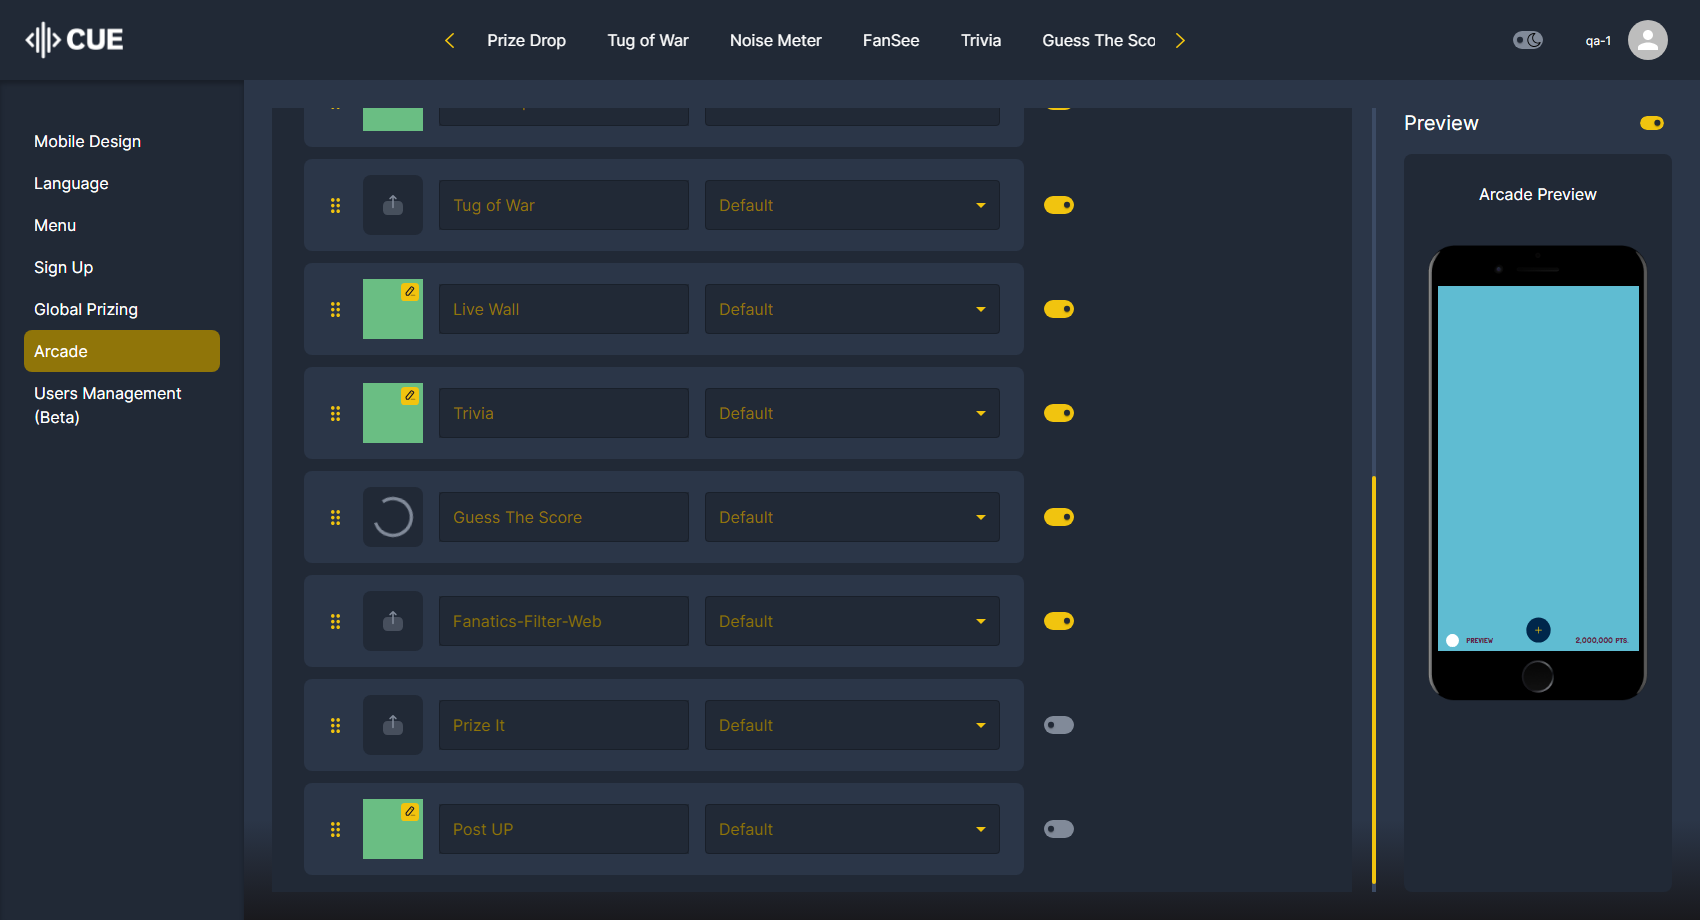 CUE
Prize Drop
Tug of War
Noise Meter
FanSee
Trivia
Guess The Sco
qa-1
Mobile Design
Language
Menu
Sign Up
Global Prizing
Arcade
Users Management
(Beta)
Tug of War
Default
Live Wall
Default
Trivia
Default
Guess The Score
Default
Fanatics-Filter-Web
Default
Prize It
Default
Post UP
Default
Preview
Arcade Preview
PREVIEW
2,000,000 PTS.